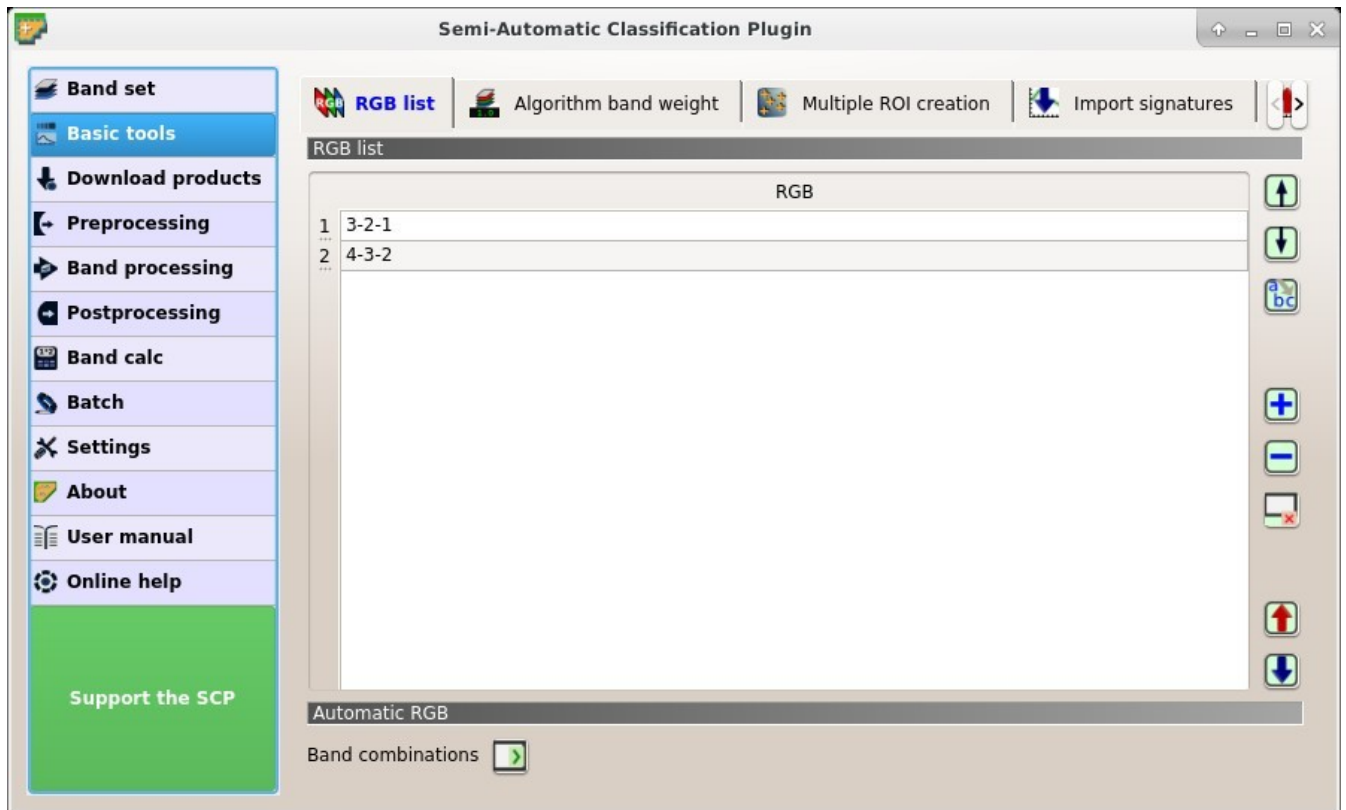 Semi-Automatic Classification Plugin
Band set
Basic tools
Download products
Preprocessing
Band processing
Postprocessing
Band calc
Batch
Settings
About
User manual
Online help
Support the SCP
RGB list
Algorithm band weight
Multiple ROI creation
Import signatures
RGB list
RGB
1 3-2-1
2 4-3-2
Automatic RGB
Band combinations